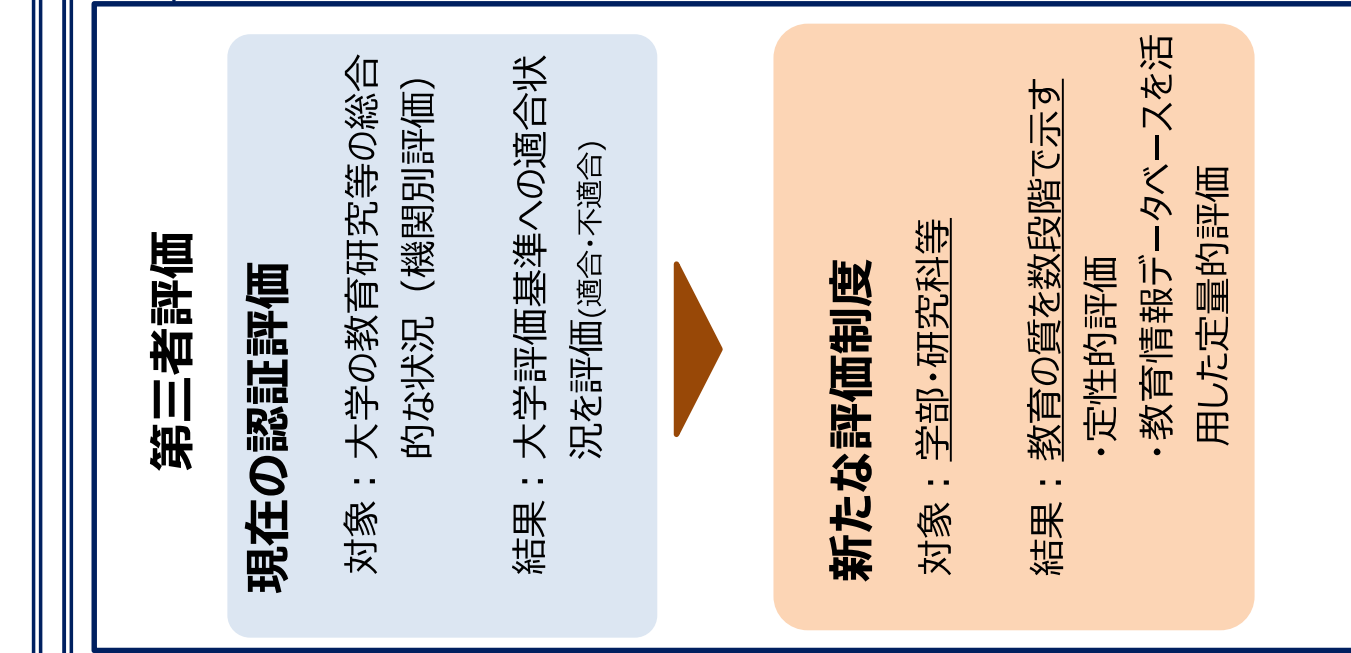 第三者評価
現在の認証評価
対象：大学の教育研究等の総合
的な状況（機関別評価）
結果：大学評価基準への適合状
況を評価(適合・不適合)
新たな評価制度
対象：学部・研究科等
結果：教育の質を数段階で示す
・定性的評価
・教育情報データベースを活
用した定量的評価